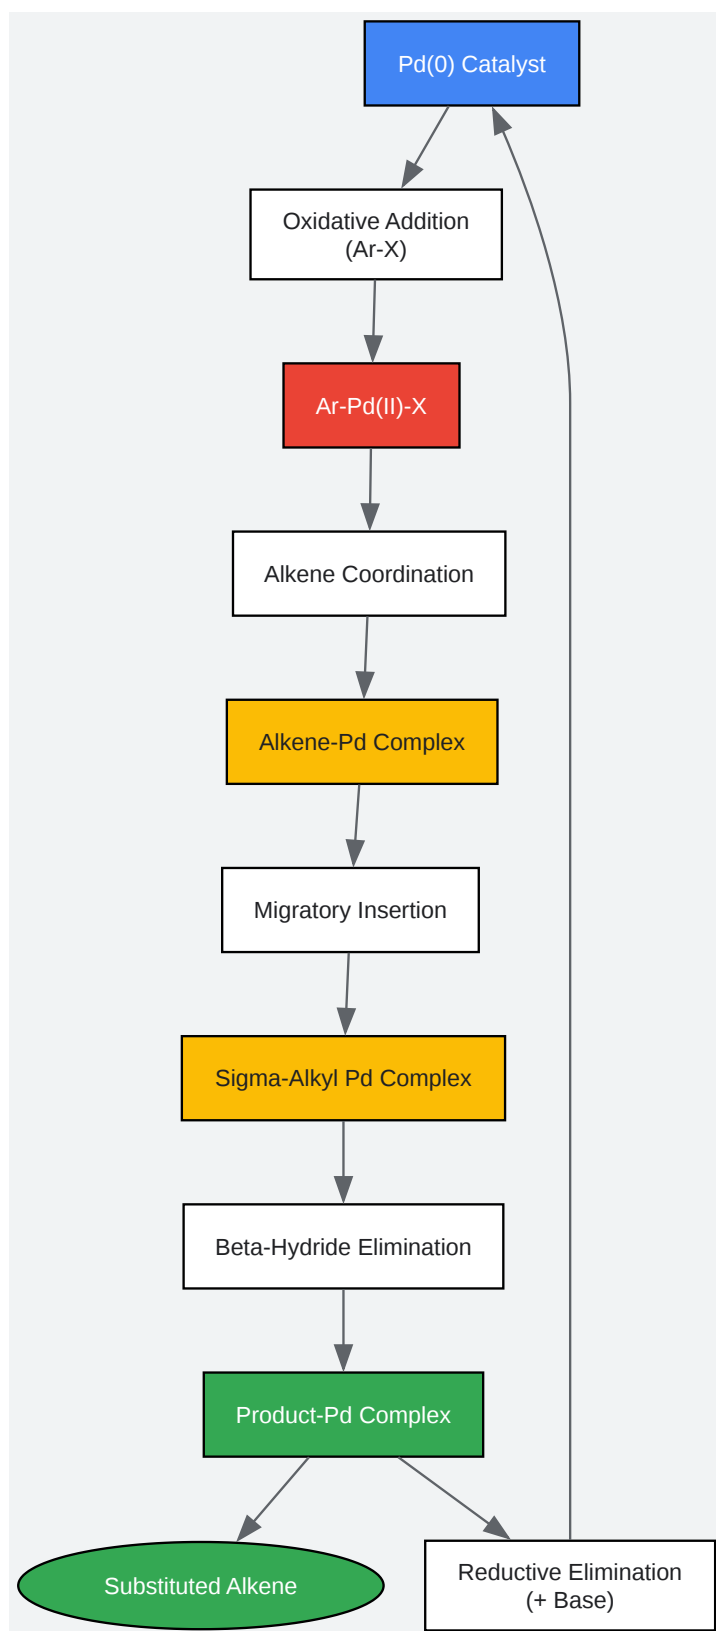 Pd(0) Catalyst
Oxidative Addition
(Ar-X)
Ar-Pd(II)-X
Alkene Coordination
Alkene-Pd Complex
Migratory Insertion
Sigma-Alkyl Pd Complex
Beta-Hydride Elimination
Product-Pd Complex
Substituted Alkene
Reductive Elimination
(+ Base)